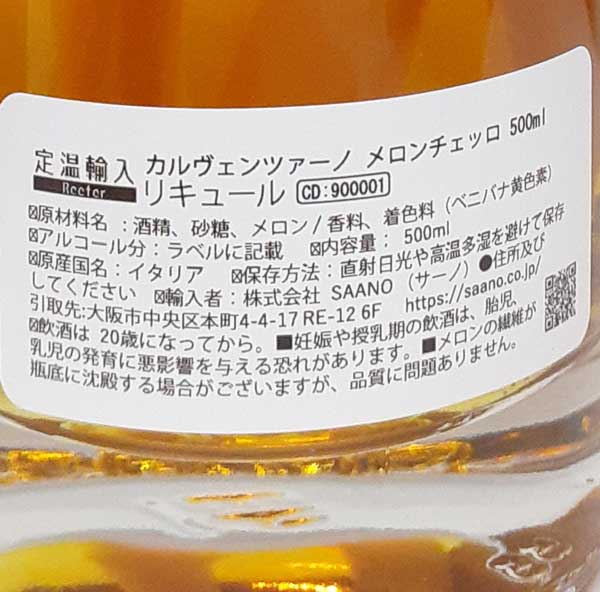 定温輸入 カルヴェンツァーノ メロンチェッロ 500ml
Reefer リキュール CD:900001
☒原材料名：酒精、砂糖、メロン/香料、着色料（ベニバナ黄色素）
☒アルコール分：ラベルに記載 ☒内容量： 500ml
☒原産国名：イタリア ☒保存方法：直射日光や高温多湿を避けて保存
してください ☒輸入者：株式会社 SAANO （サーノ）●住所及び
引取先:大阪市中央区本町4-4-17 RE-12 6F https://saano.co.jp/
☒飲酒は 20歳になってから。■妊娠や授乳期の飲酒は、胎児、
乳児の発育に悪影響を与える恐れがあります。■メロンの繊維が
瓶底に沈殿する場合がございますが、品質に問題ありません。